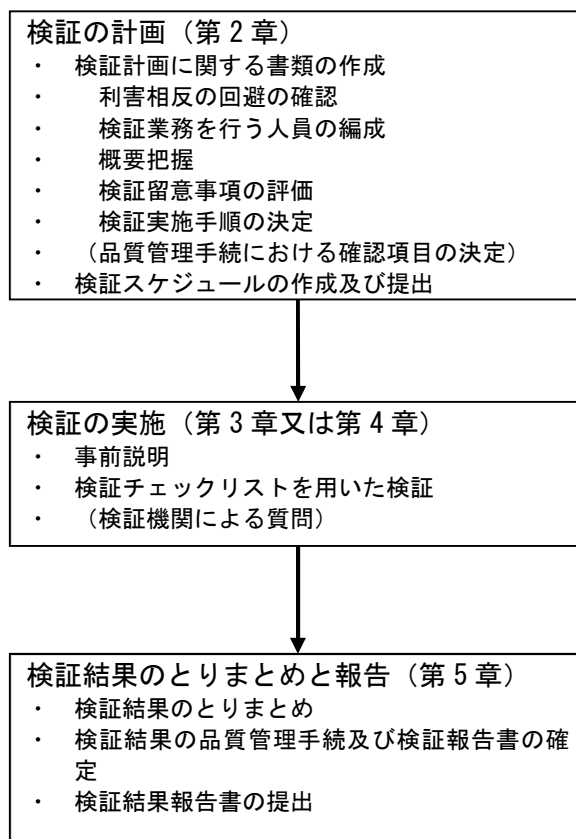 検証の計画（第２章）
・ 検証計画に関する書類の作成
・ 利害相反の回避の確認
・ 検証業務を行う人員の編成
・ 概要把握
・ 検証留意事項の評価
・ 検証実施手順の決定
・ （品質管理手続における確認項目の決定）
・ 検証スケジュールの作成及び提出
検証の実施（第３章又は第４章）
・ 事前説明
・ 検証チェックリストを用いた検証
・ （検証機関による質問）
検証結果のとりまとめと報告（第５章）
・ 検証結果のとりまとめ
・ 検証結果の品質管理手続及び検証報告書の確
定
・ 検証結果報告書の提出